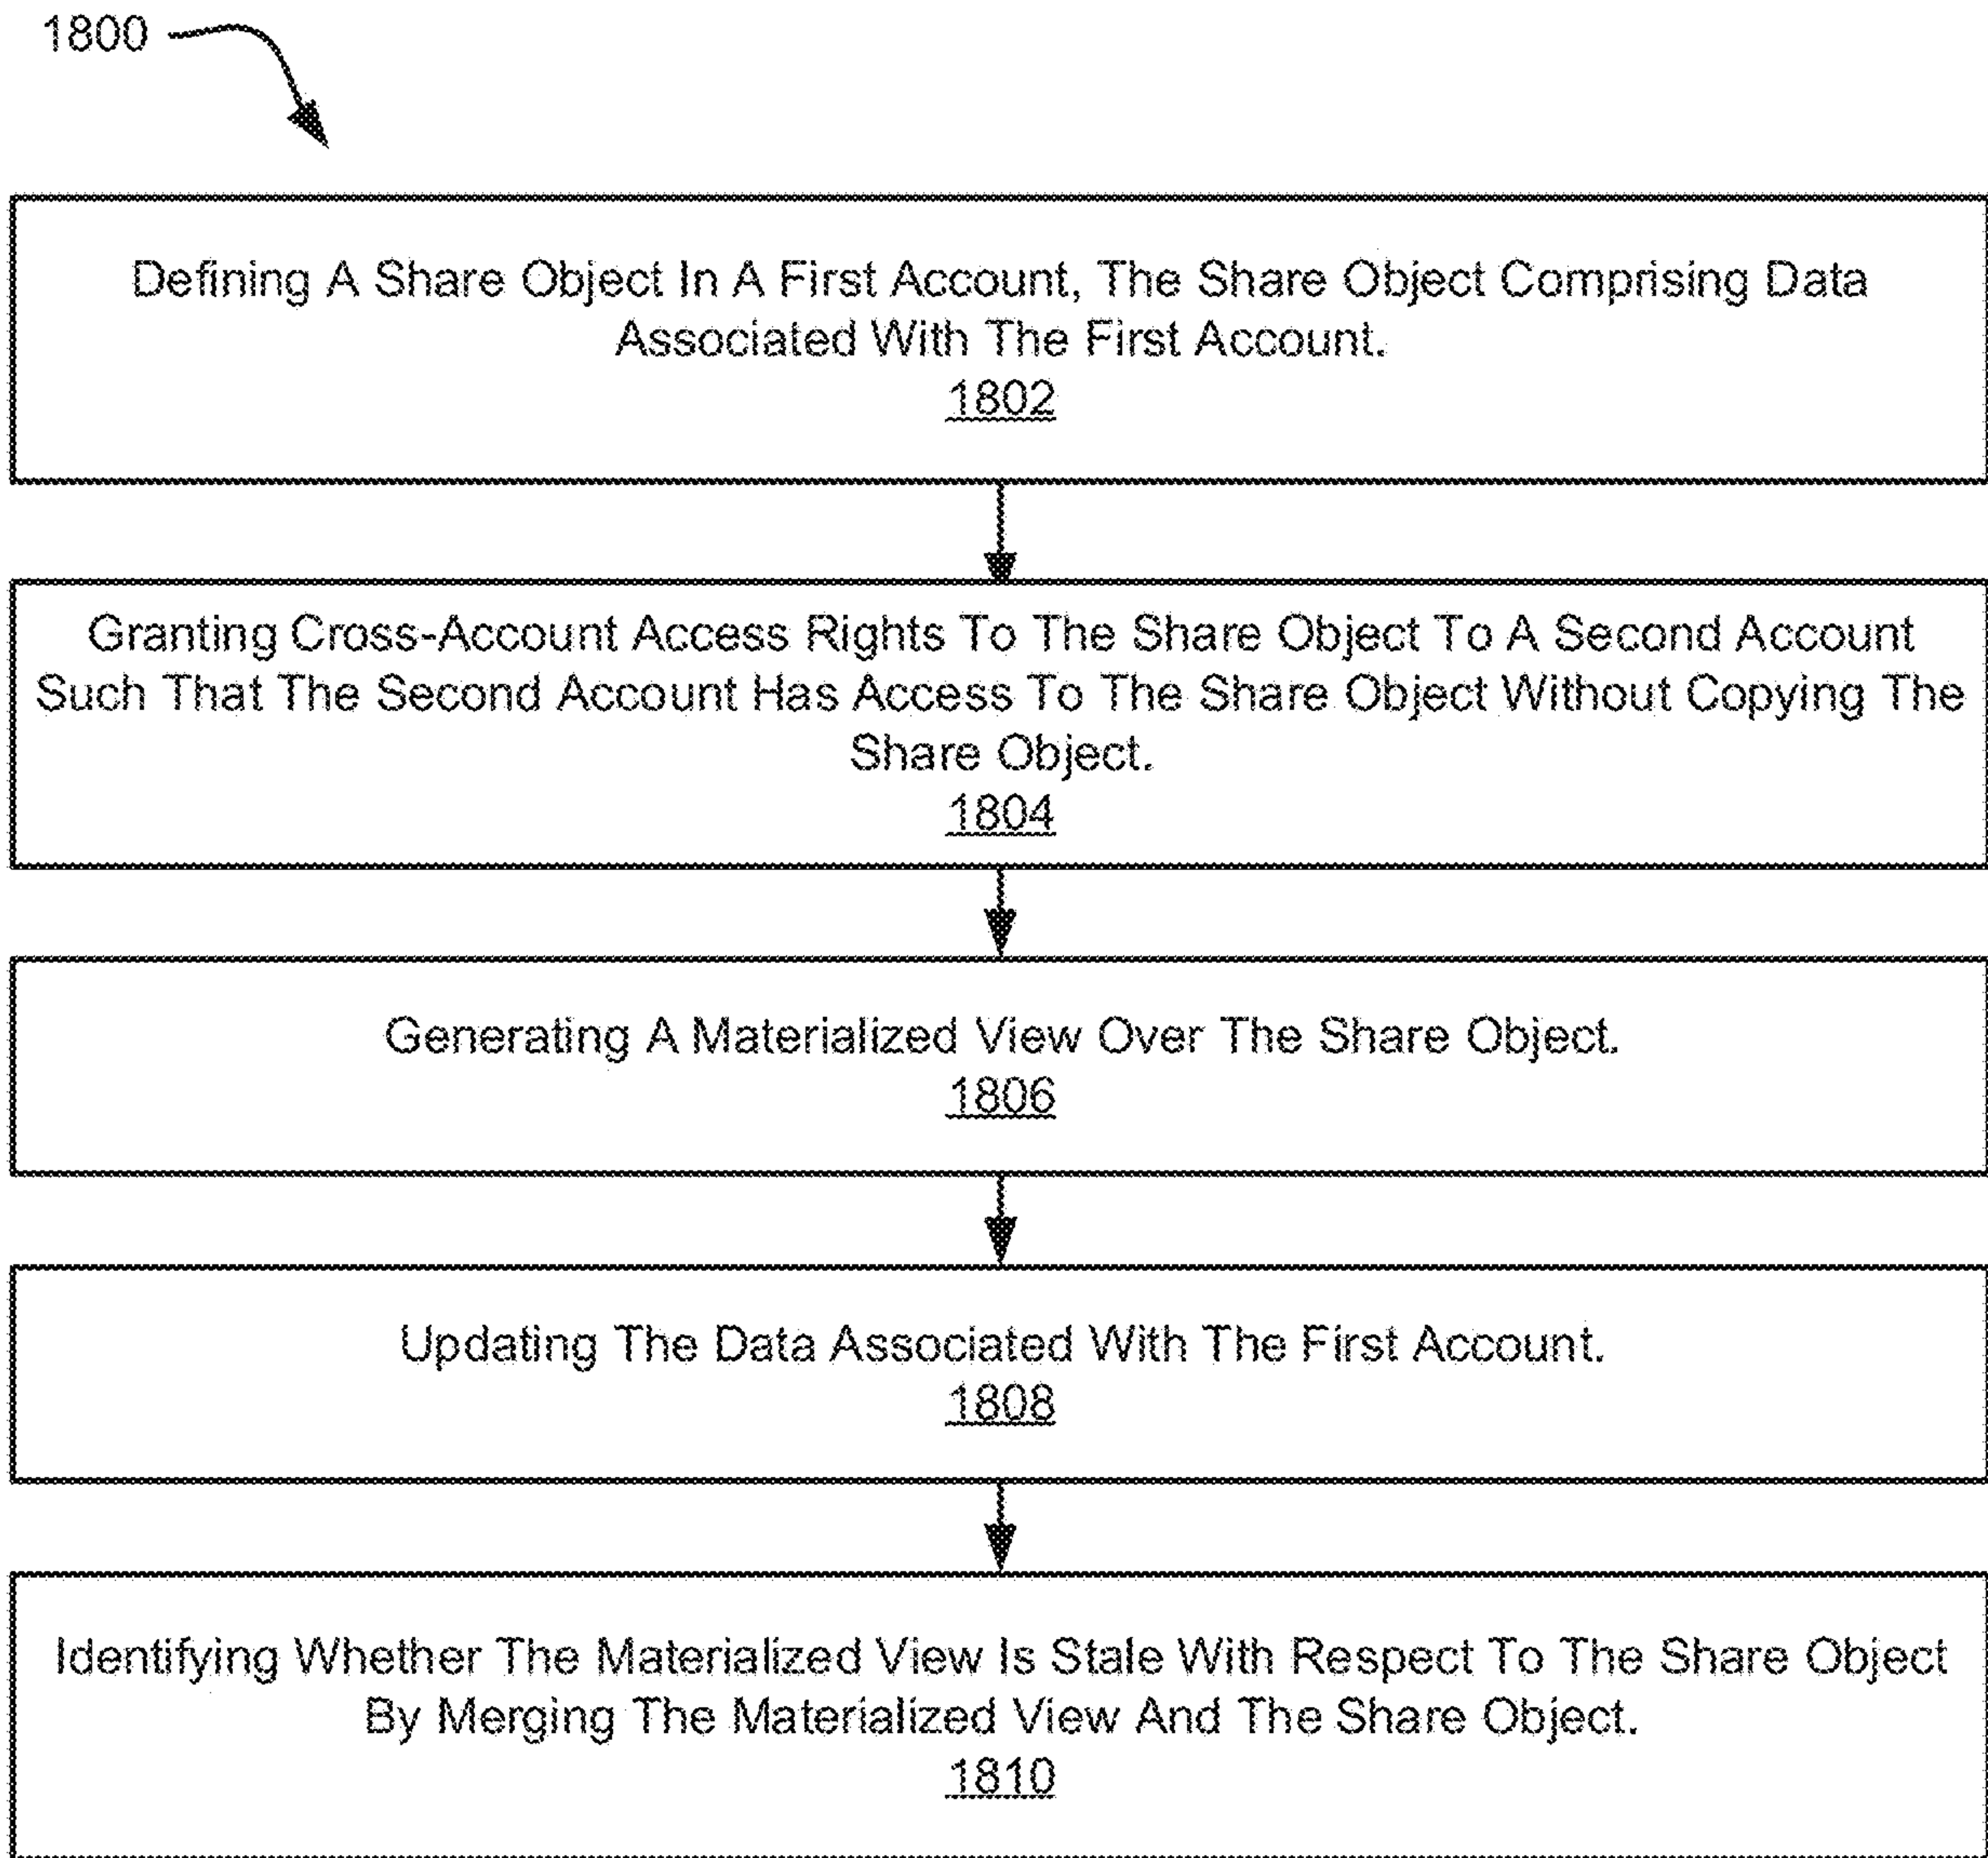 1800
Defining A Share Object In A First Account, The Share Object Comprising Data
Associated With The First Account.
1802
Granting Cross-Account Access Rights To The Share Object To A Second Account
Such That The Second Account Has Access To The Share Object Without Copying The
Share Object.
1804
Generating A Materialized View Over The Share Object.
1806
Updating The Data Associated With The First Account.
1808
Identifying Whether The Materialized View Is Stale With Respect To The Share Object
By Merging The Materialized View And The Share Object.
1810